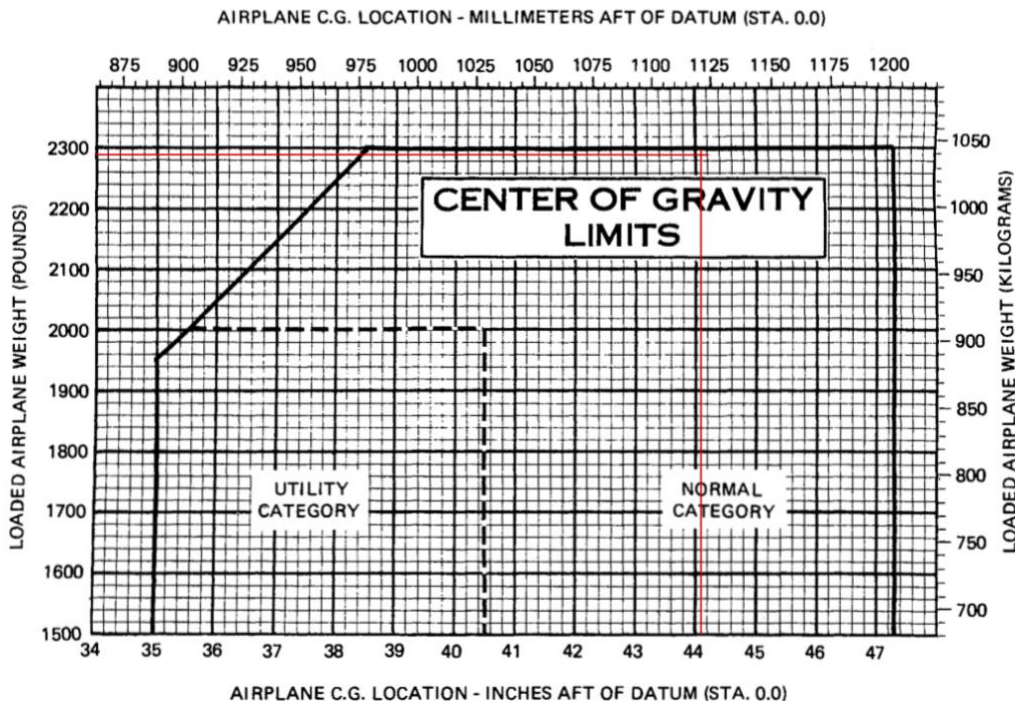 AIRPLANE C.G. LOCATION - MILLIMETERS AFT OF DATUM (STA. 0.0)
875 900 925 950 975 1000 1025 1050 1075 1100 1125 1150 1175 1200
LOADED AIRPLANE WEIGHT (POUNDS)
2300
2200
2100
2000
1900
1800
1700
1600
1500
CENTER OF GRAVITY
LIMITS
UTILITY
CATEGORY
NORMAL
CATEGORY
1050
1000
950
900
850
800
750
700
LOADED AIRPLANE WEIGHT (KILOGRAMS)
34 35 36 37 38 39 40 41 42 43 44 45 46 47
AIRPLANE C.G. LOCATION - INCHES AFT OF DATUM (STA. 0.0)